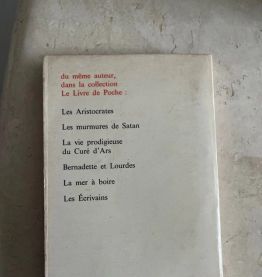 du même auteur,
dans la collection
Le Livre de Poche :
Les Aristocrates
Les murmures de Satan
La vie prodigieuse
du Curé d'Ars
Bernadette et Lourdes
La mer à boire
Les Écrivains